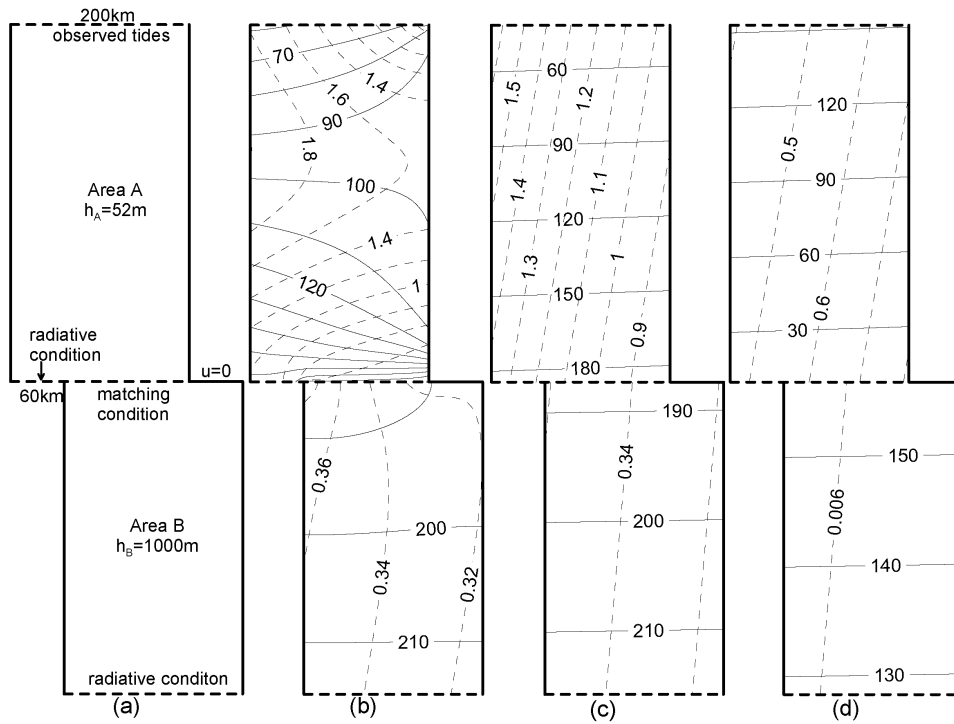 200km
observed tides
Area A
h_A=52m
radiative
condition
u=0
60km
matching
condition
Area B
h_B=1000m
radiative conditon
(a)
70
1.4
1.6
90
1.8
100
1.4
120
1
0.36
200
0.34
0.32
210
(b)
60
1.5
1.2
90
1.4
1.1
120
1.3
1
150
0.9
180
190
0.34
200
210
(c)
120
0.5
90
60
0.6
30
150
0.006
140
130
(d)